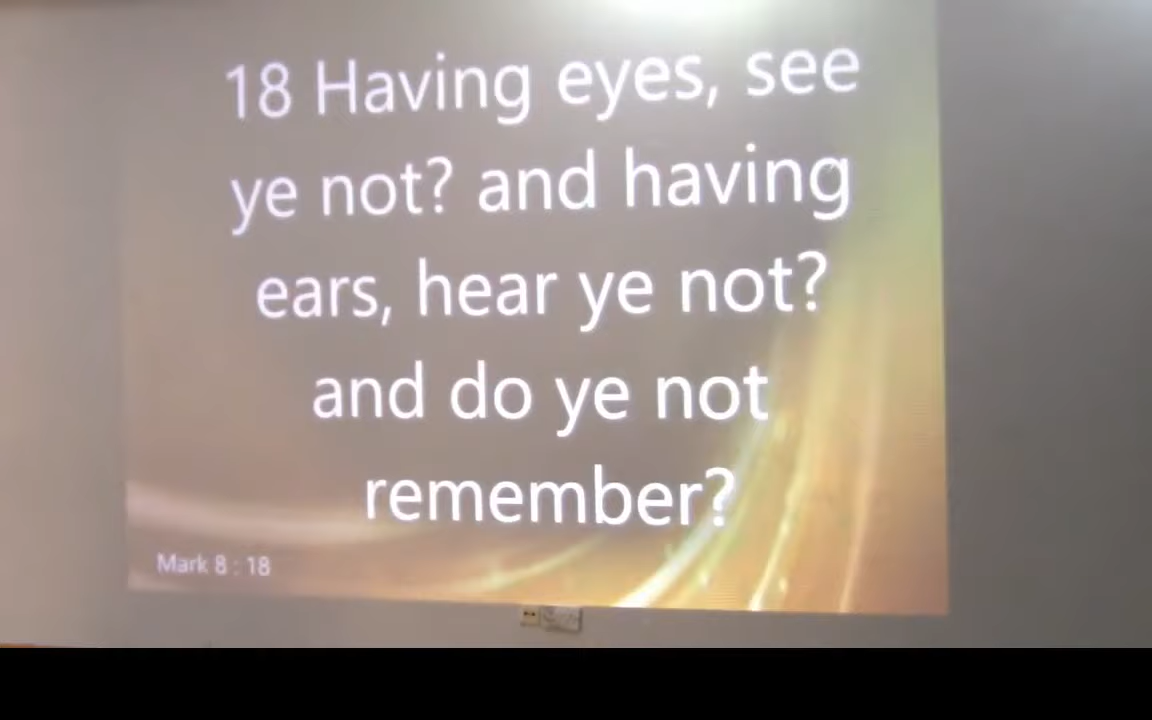 18 Having eyes, see
ye not? and having
ears, hear ye not?
and do ye not
remember?
Mark 8 : 18